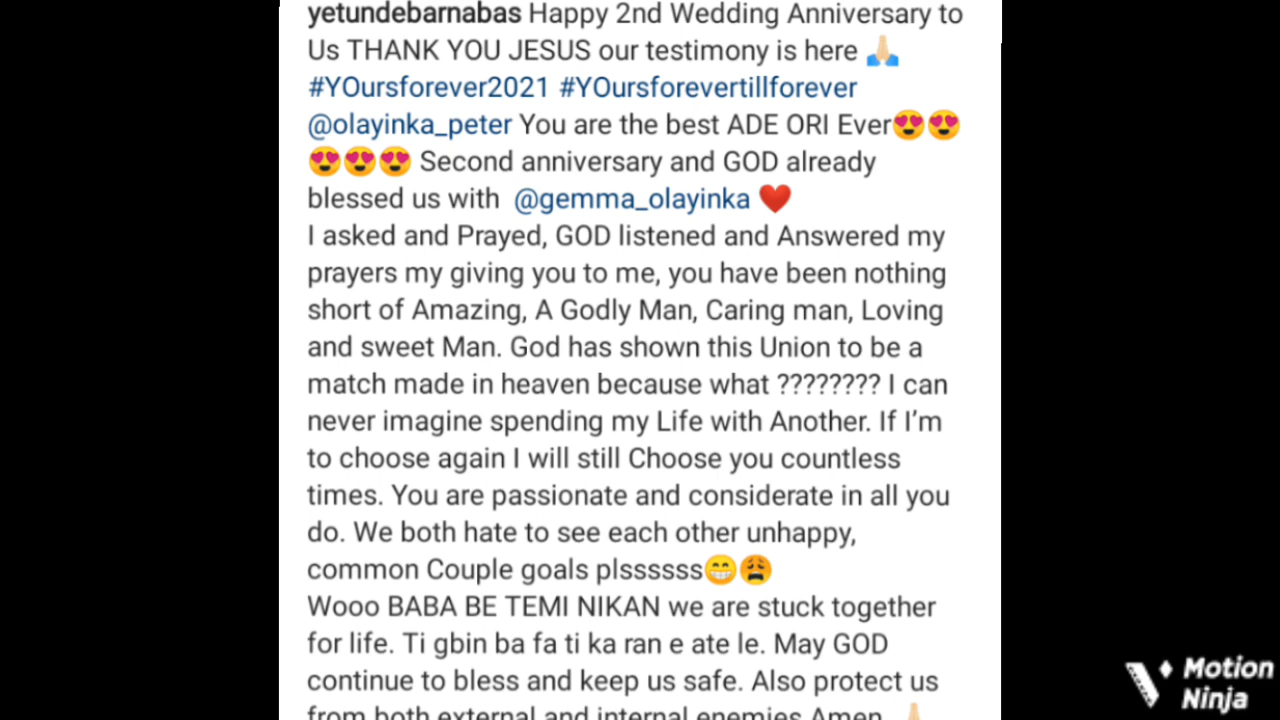 yetundebarnabas Happy 2nd Wedding Anniversary to
Us THANK YOU JESUS our testimony is here 🙏🏼
#YOursforever2021 #YOursforevertillforever
@olayinka_peter You are the best ADE ORI Ever😍😍
😍😍😍 Second anniversary and GOD already
blessed us with @gemma_olayinka ❤️
I asked and Prayed, GOD listened and Answered my
prayers my giving you to me, you have been nothing
short of Amazing, A Godly Man, Caring man, Loving
and sweet Man. God has shown this Union to be a
match made in heaven because what ???????? I can
never imagine spending my Life with Another. If I’m
to choose again I will still Choose you countless
times. You are passionate and considerate in all you
do. We both hate to see each other unhappy,
common Couple goals plssssss😁😩
Wooo BABA BE TEMI NIKAN we are stuck together
for life. Ti gbin ba fa ti ka ran e ate le. May GOD
continue to bless and keep us safe. Also protect us
from both external and internal enemies Amen 🙏🏼
Motion
Ninja